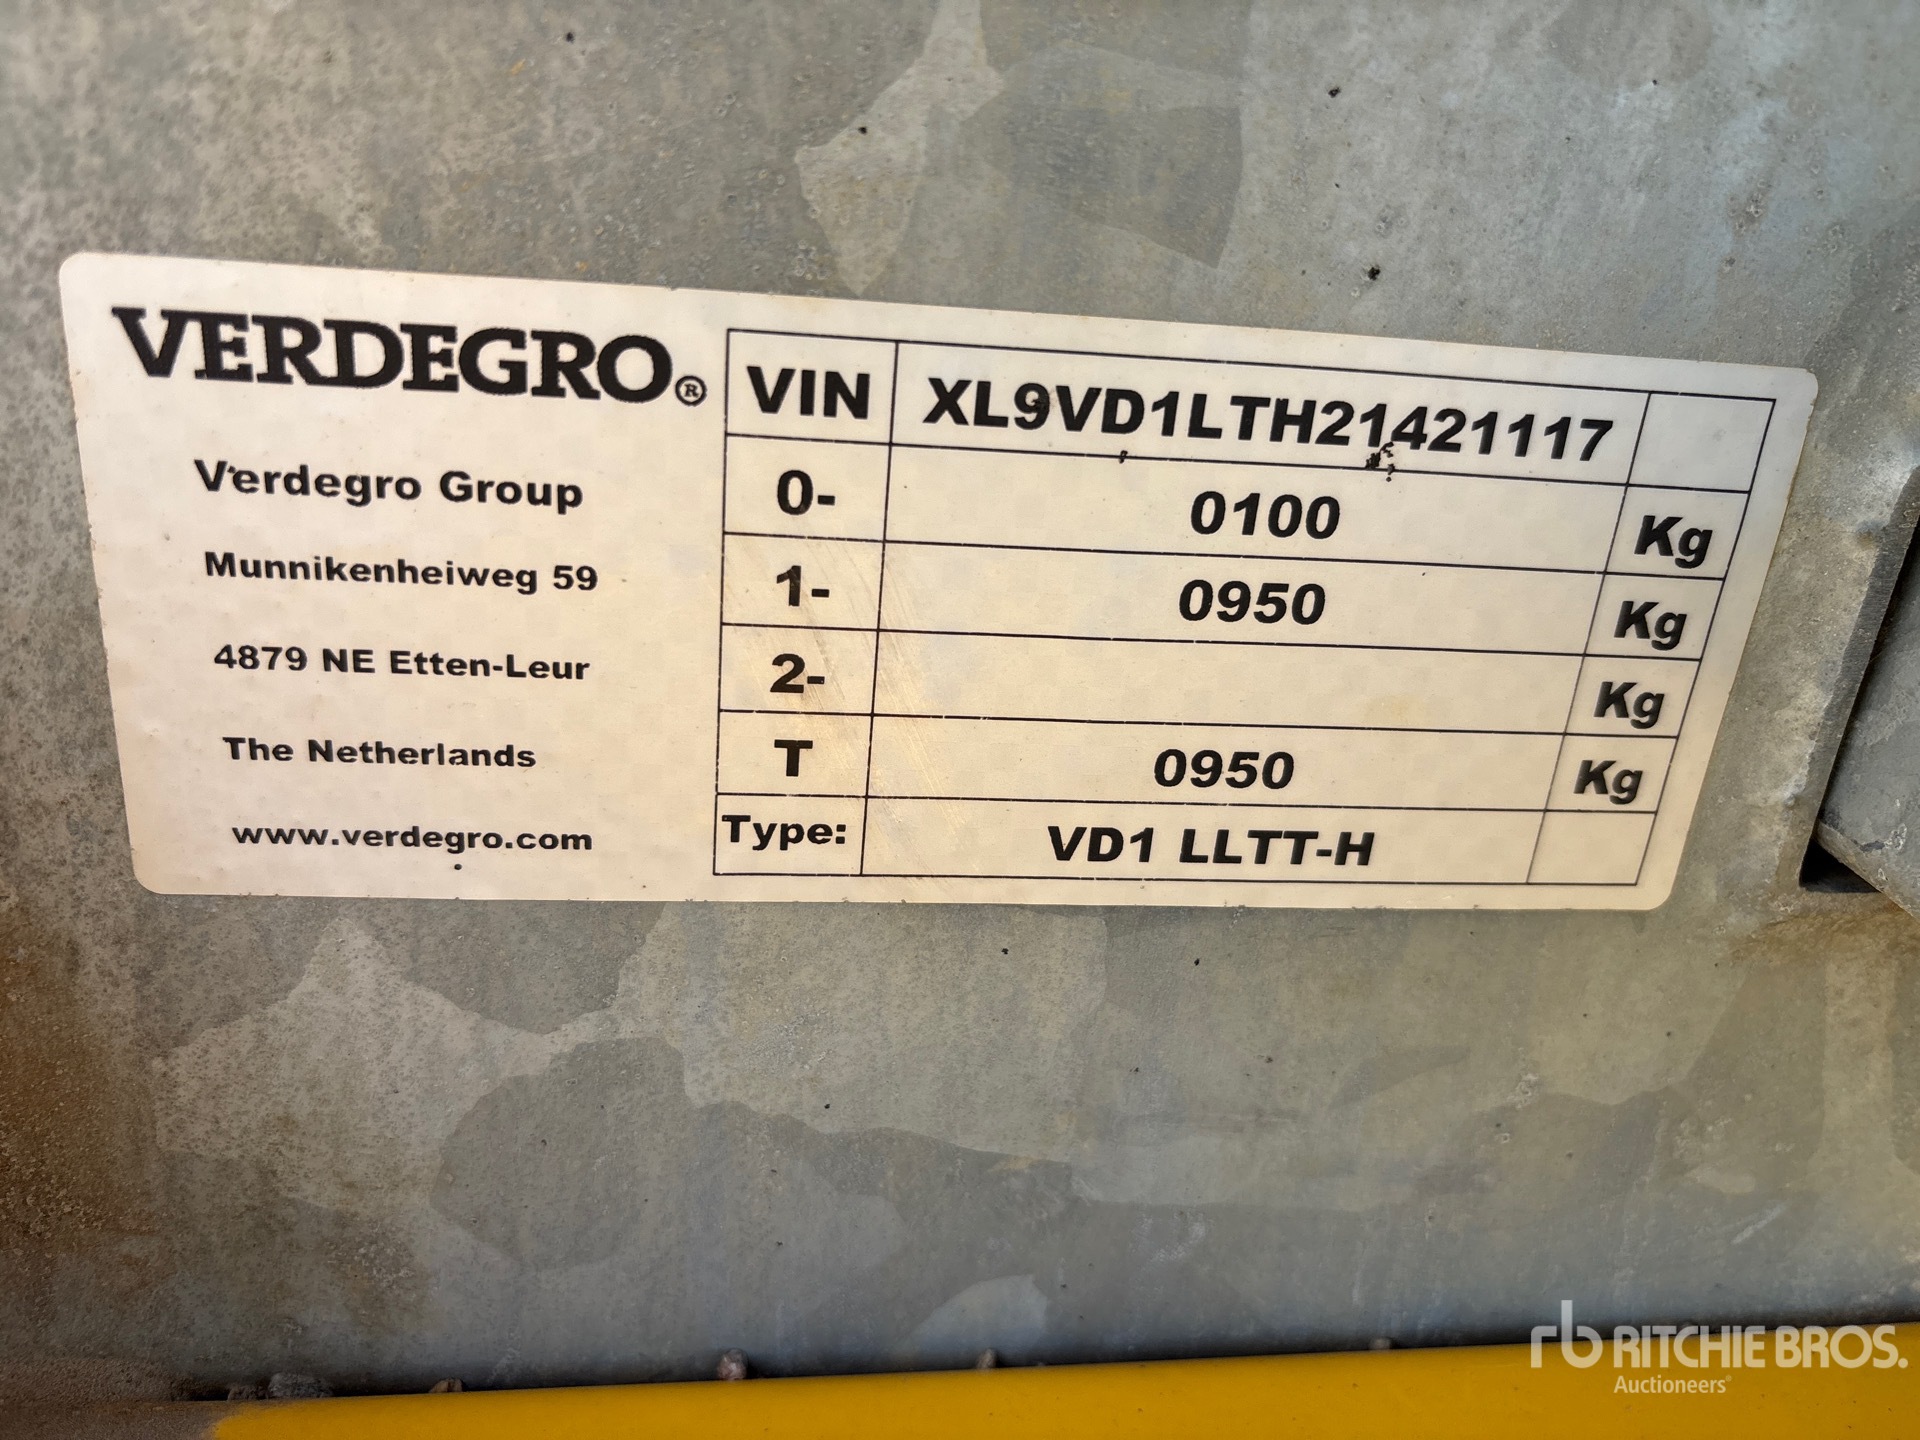 VERDEGRO®
Verdegro Group
Munnikenheiweg 59
4879 NE Etten-Leur
The Netherlands
www.verdegro.com
VIN XL9VD1LTH21421117
0- 0100 Kg
1- 0950 Kg
2- Kg
T 0950 Kg
Type: VD1 LLTT-H
rb RITCHIE BROS.
Auctioneers®